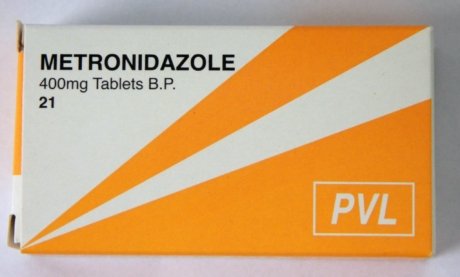 METRONIDAZOLE
400mg Tablets B.P.
21
PVL